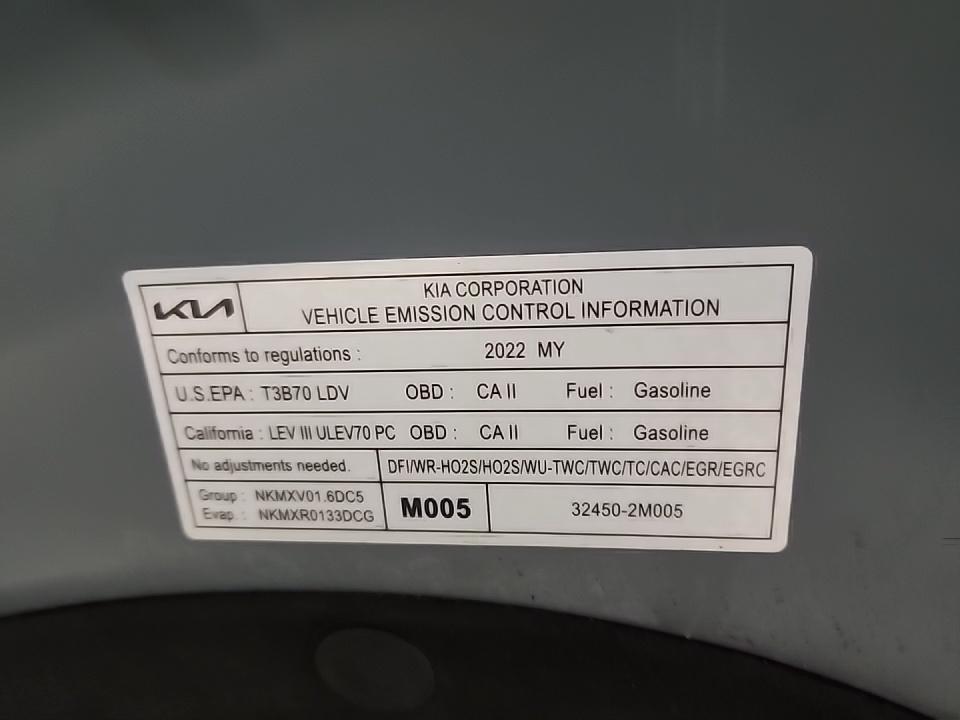 KIA
KIA CORPORATION
VEHICLE EMISSION CONTROL INFORMATION
Conforms to regulations : 2022 MY
U.S.EPA : T3B70 LDV OBD : CA II Fuel : Gasoline
California : LEV III ULEV70 PC OBD : CA II Fuel : Gasoline
No adjustments needed. DFI/WR-HO2S/HO2S/WU-TWC/TWC/TC/CAC/EGR/EGRC
Group : NKMXV01.6DC5
Evap. : NKMXR0133DCG
M005
32450-2M005